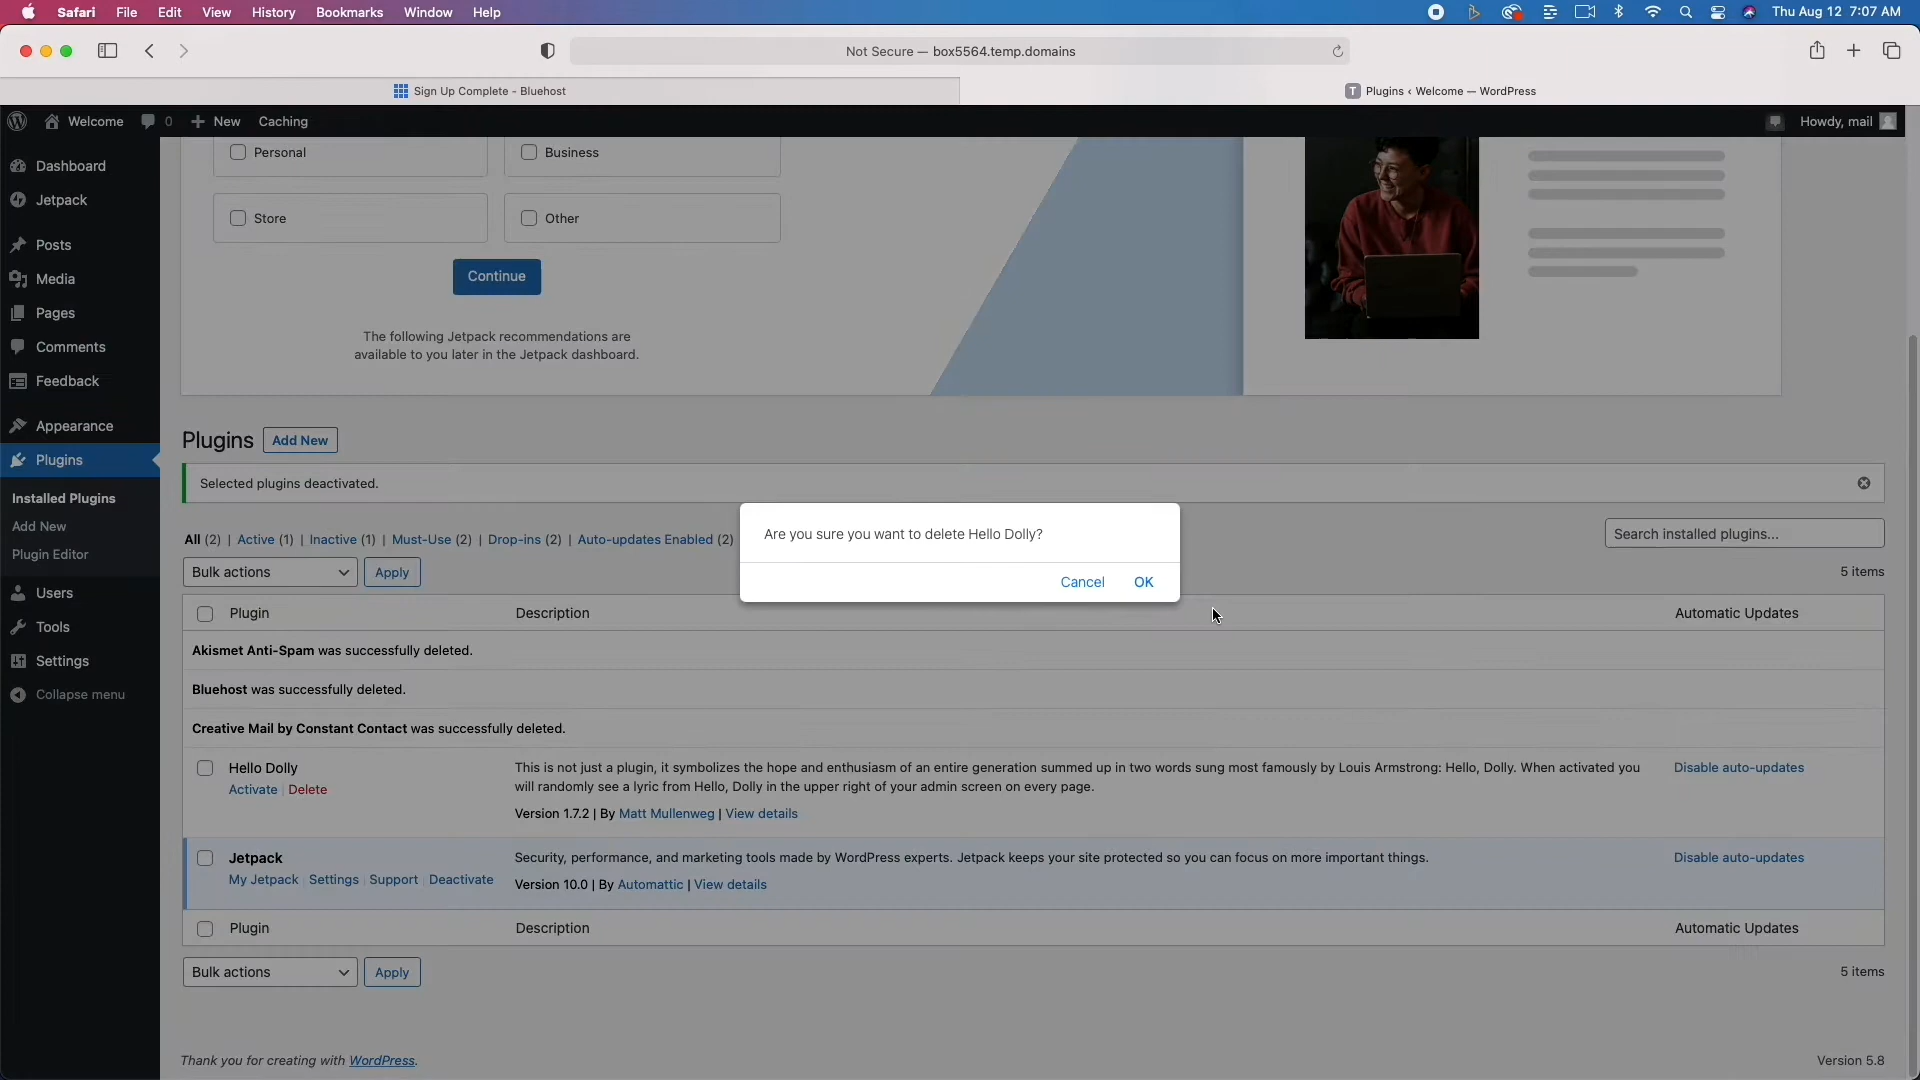 Safari File Edit View History Bookmarks Window Help Thu Aug 12 7:07 AM
Not Secure — box5564.temp.domains
Sign Up Complete - Bluehost
T Plugins ‹ Welcome — WordPress
Welcome 0 New Caching Howdy, mail
Dashboard
Jetpack
Posts
Media
Pages
Comments
Feedback
Appearance
Plugins
Installed Plugins
Add New
Plugin Editor
Users
Tools
Settings
Collapse menu
Personal Business
Store Other
Continue
The following Jetpack recommendations are
available to you later in the Jetpack dashboard.
Plugins Add New
Selected plugins deactivated.
All (2) | Active (1) | Inactive (1) | Must-Use (2) | Drop-ins (2) | Auto-updates Enabled (2)
Search installed plugins...
Are you sure you want to delete Hello Dolly?
Cancel OK
Bulk actions Apply 5 items
Plugin Description Automatic Updates
Akismet Anti-Spam was successfully deleted.
Bluehost was successfully deleted.
Creative Mail by Constant Contact was successfully deleted.
Hello Dolly
Activate | Delete
This is not just a plugin, it symbolizes the hope and enthusiasm of an entire generation summed up in two words sung most famously by Louis Armstrong: Hello, Dolly. When activated you
will randomly see a lyric from Hello, Dolly in the upper right of your admin screen on every page.
Version 1.7.2 | By Matt Mullenweg | View details
Disable auto-updates
Jetpack
My Jetpack | Settings | Support | Deactivate
Security, performance, and marketing tools made by WordPress experts. Jetpack keeps your site protected so you can focus on more important things.
Version 10.0 | By Automattic | View details
Disable auto-updates
Plugin Description Automatic Updates
Bulk actions Apply 5 items
Thank you for creating with WordPress. Version 5.8